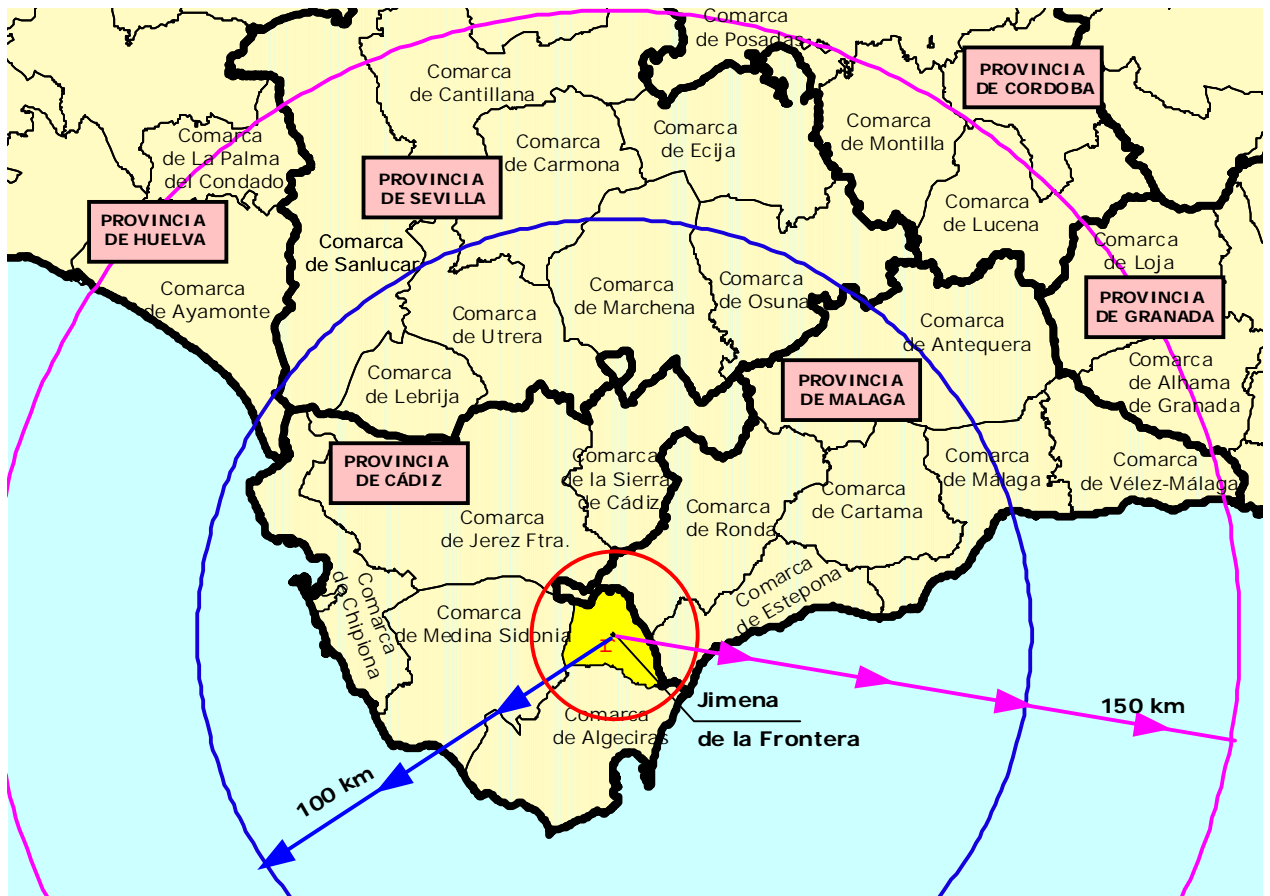 Comarca
de Posadas
PROVINCIA
DE CORDOBA
Comarca
de Cantillana
Comarca
de La Palma
del Condado
Comarca
de Carmona
Comarca
de Ecija
Comarca
de Montilla
PROVINCIA
DE SEVILLA
PROVINCIA
DE HUELVA
Comarca
de Sanlucar
Comarca
de Lucena
Comarca
de Loja
Comarca
de Ayamonte
Comarca
de Utrera
Comarca
de Marchena
Comarca
de Osuna
PROVINCIA
DE GRANADA
Comarca
de Antequera
Comarca
de Lebrija
PROVINCIA
DE MALAGA
Comarca
de Alhama
de Granada
PROVINCIA
DE CÁDIZ
Comarca
de la Sierra
de Cádiz
Comarca
de Málaga
Comarca
de Vélez-Málaga
Comarca
de Jerez Ftra.
Comarca
de Ronda
Comarca
de Cartama
Comarca
de Chiplona
Comarca
de Medina Sidonia
Comarca
de Estepona
I
Comarca
de Algeciras
Jimena
de la Frontera
150 km
100 km